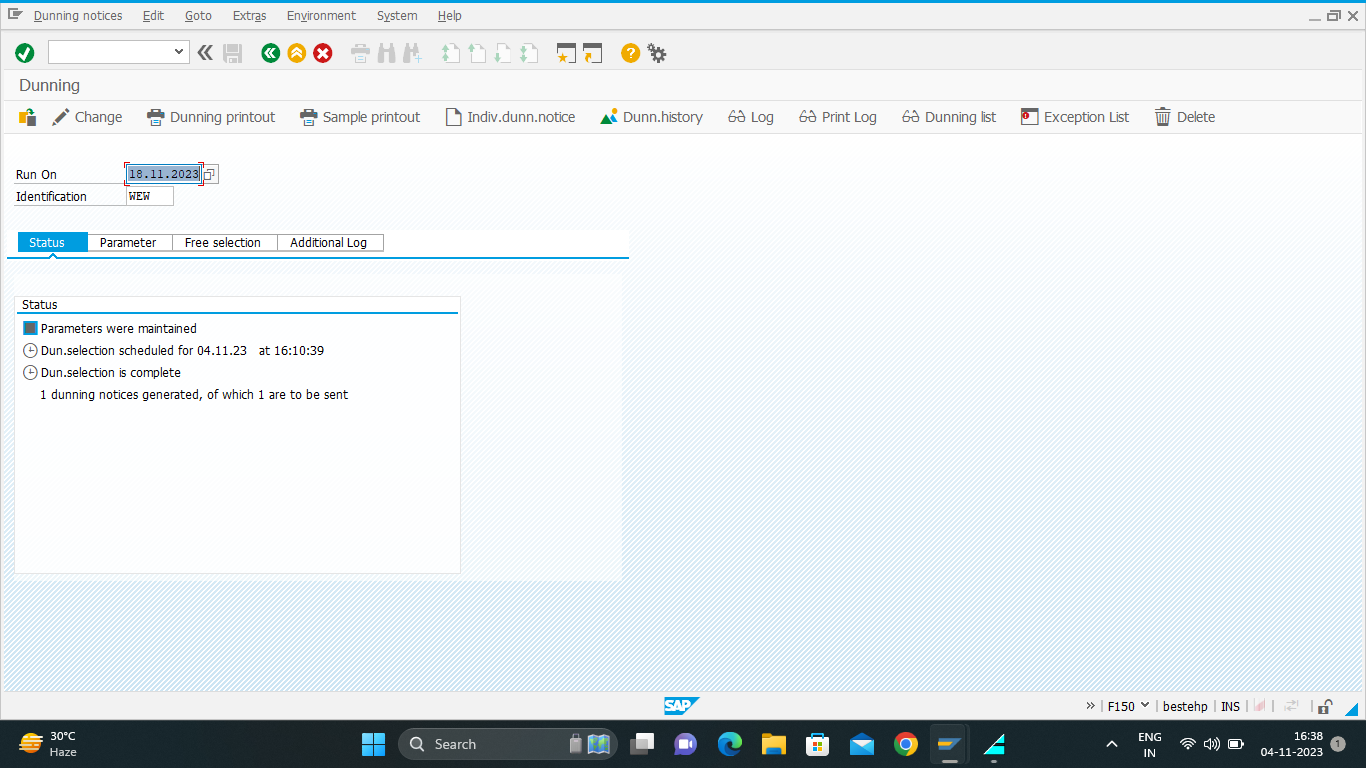 Dunning notices Edit Goto Extras Environment System Help
Dunning
Change Dunning printout Sample printout Indiv.dunn.notice Dunn.history Log Print Log Dunning list Exception List Delete
Run On 18.11.2023
Identification WEW
Status Parameter Free selection Additional Log
Status
Parameters were maintained
Dun.selection scheduled for 04.11.23 at 16:10:39
Dun.selection is complete
1 dunning notices generated, of which 1 are to be sent
SAP F150 bestehp INS
30°C
Haze
Search
ENG
IN
16:38
04-11-2023
1